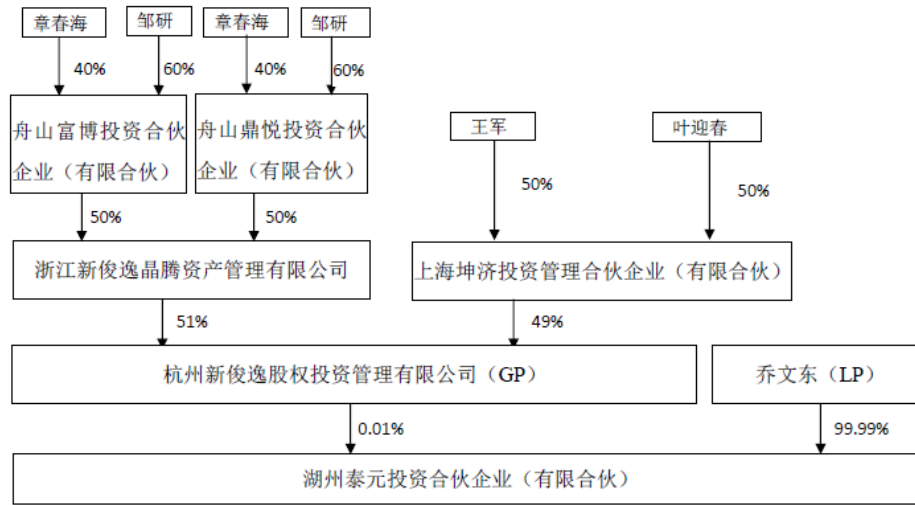 章春海
邹研
章春海
邹研
40%
60%
40%
60%
舟山富博投资合伙
企业（有限合伙）
舟山鼎悦投资合伙
企业（有限合伙）
王军
叶迎春
50%
50%
50%
50%
浙江新俊逸晶腾资产管理有限公司
上海坤济投资管理合伙企业（有限合伙）
51%
49%
杭州新俊逸股权投资管理有限公司（GP）
乔文东（LP）
0.01%
99.99%
湖州泰元投资合伙企业（有限合伙）